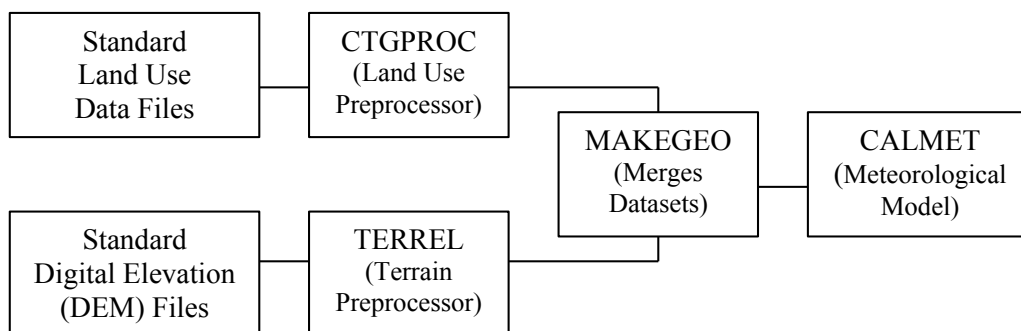 Standard
Land Use
Data Files
CTGPROC
(Land Use
Preprocessor)
MAKEGEO
(Merges
Datasets)
CALMET
(Meteorological
Model)
Standard
Digital Elevation
(DEM) Files
TERREL
(Terrain
Preprocessor)